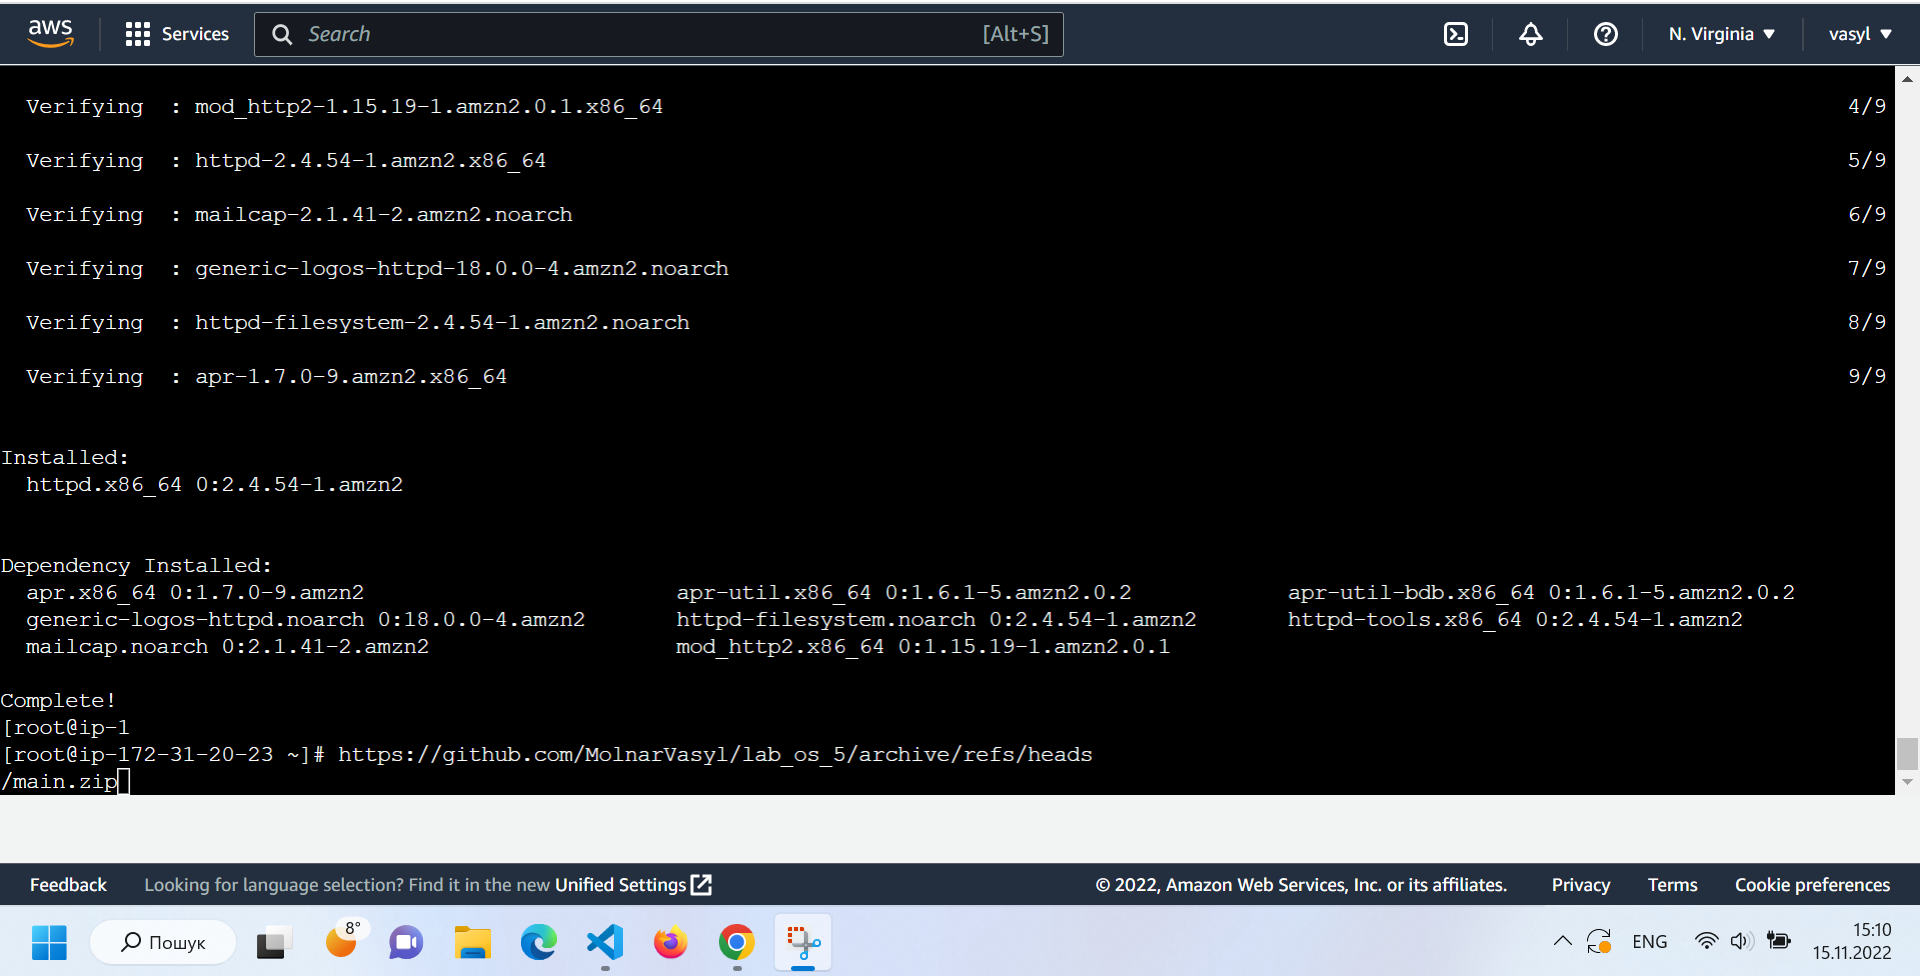 aws Services Search [Alt+S] N. Virginia ▼ vasyl ▼
Verifying : mod_http2-1.15.19-1.amzn2.0.1.x86_64 4/9
Verifying : httpd-2.4.54-1.amzn2.x86_64 5/9
Verifying : mailcap-2.1.41-2.amzn2.noarch 6/9
Verifying : generic-logos-httpd-18.0.0-4.amzn2.noarch 7/9
Verifying : httpd-filesystem-2.4.54-1.amzn2.noarch 8/9
Verifying : apr-1.7.0-9.amzn2.x86_64 9/9
Installed:
httpd.x86_64 0:2.4.54-1.amzn2
Dependency Installed:
apr.x86_64 0:1.7.0-9.amzn2 apr-util.x86_64 0:1.6.1-5.amzn2.0.2 apr-util-bdb.x86_64 0:1.6.1-5.amzn2.0.2
generic-logos-httpd.noarch 0:18.0.0-4.amzn2 httpd-filesystem.noarch 0:2.4.54-1.amzn2 httpd-tools.x86_64 0:2.4.54-1.amzn2
mailcap.noarch 0:2.1.41-2.amzn2 mod_http2.x86_64 0:1.15.19-1.amzn2.0.1
Complete!
[root@ip-1
[root@ip-172-31-20-23 ~]# https://github.com/MolnarVasyl/lab_os_5/archive/refs/heads
/main.zip
Feedback Looking for language selection? Find it in the new Unified Settings © 2022, Amazon Web Services, Inc. or its affiliates. Privacy Terms Cookie preferences
Пошук 8° ENG 15:10
15.11.2022